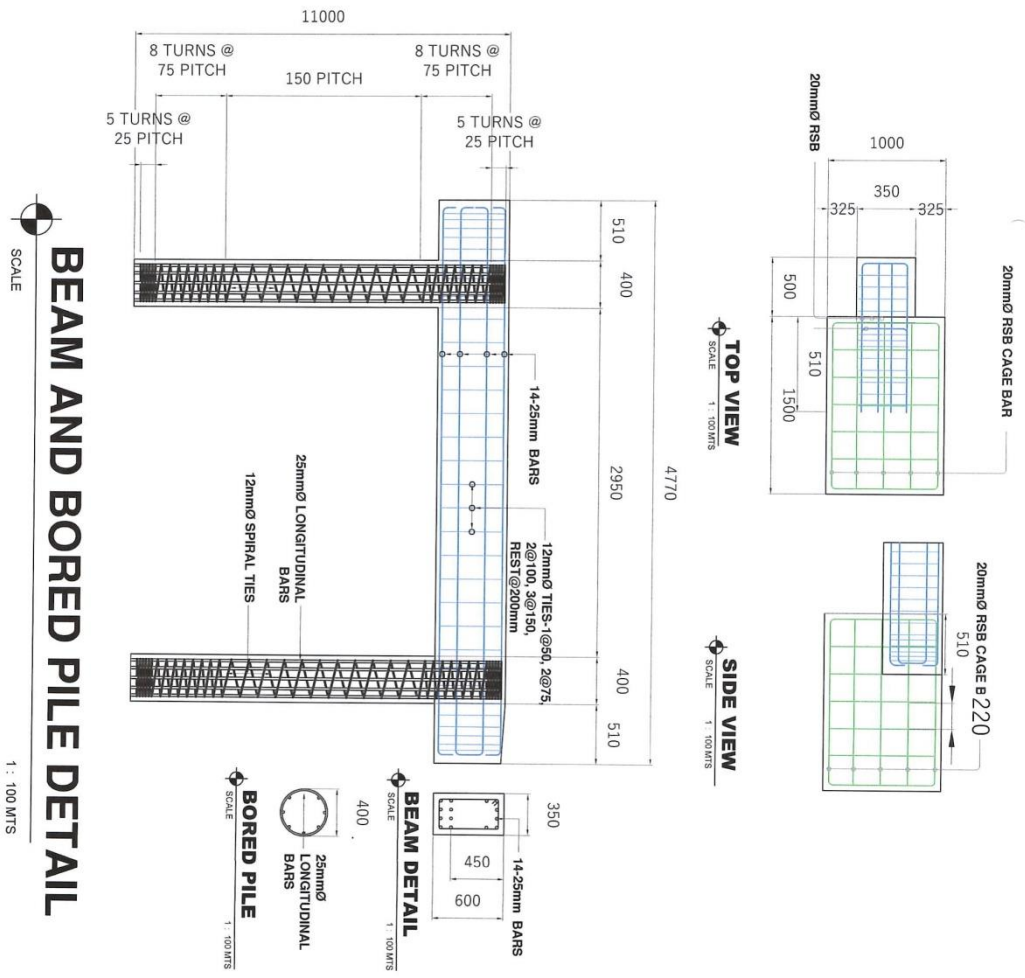 11000
8 TURNS @
75 PITCH
150 PITCH
8 TURNS @
75 PITCH
5 TURNS @
25 PITCH
5 TURNS @
25 PITCH
510
400
2950
400
510
4770
14-25mm BARS
12mmØ TIES-1@50, 2@75,
2@100, 3@150,
REST@200mm
25mmØ LONGITUDINAL
BARS
12mmØ SPIRAL TIES
BEAM AND BORED PILE DETAIL
SCALE
1 : 100 MTS
20mmØ RSB
1000
350
325
325
500
510
1500
20mmØ RSB CAGE BAR
TOP VIEW
SCALE
1 : 100 MTS
20mmØ RSB CAGE B
510
220
SIDE VIEW
SCALE
1 : 100 MTS
350
450
600
14-25mm BARS
BEAM DETAIL
SCALE
1 : 100 MTS
400
25mmØ
LONGITUDINAL
BARS
BORED PILE
SCALE
1 : 100 MTS